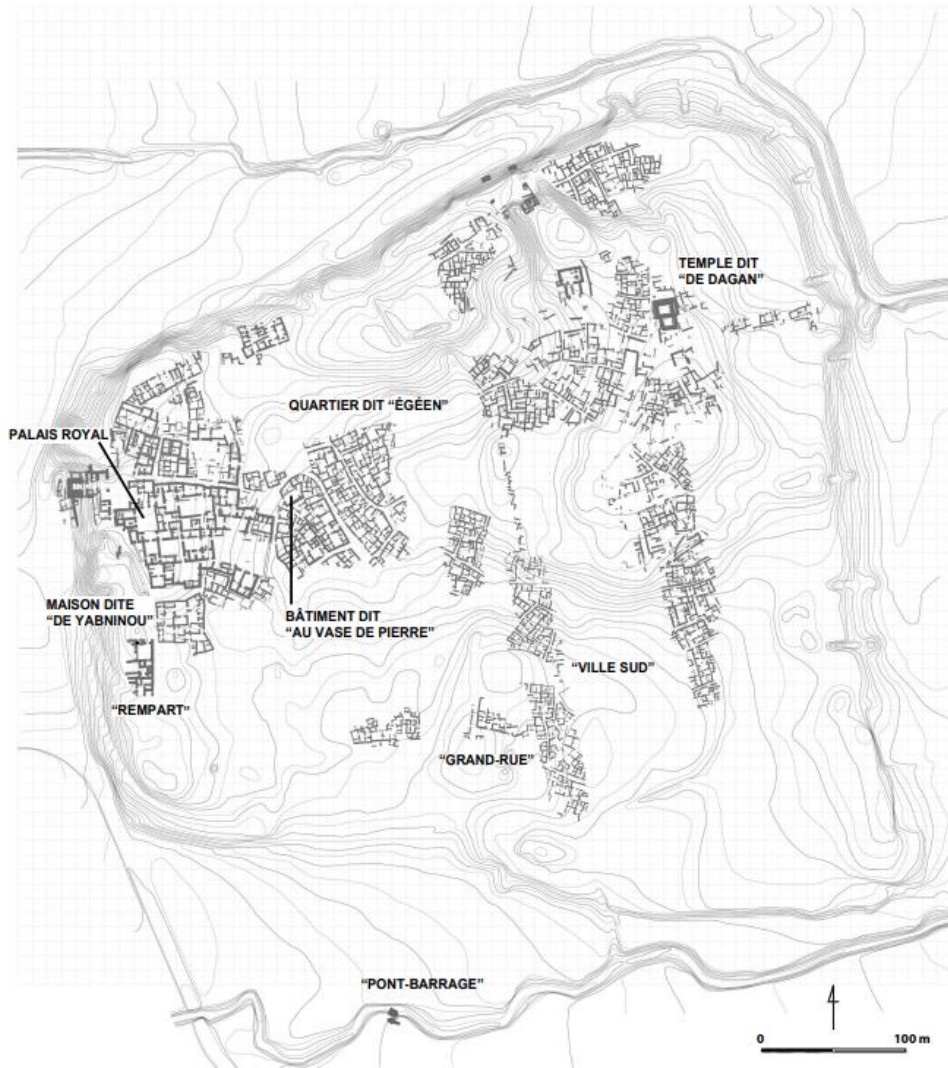 TEMPLE DIT
“DE DAGAN”
QUARTIER DIT “ÉGÉEN”
PALAIS ROYAL
MAISON DITE
“DE YABNINOU”
BÂTIMENT DIT
“AU VASE DE PIERRE”
“VILLE SUD”
“REMPART”
“GRAND-RUE”
“PONT-BARRAGE”
0 100 m